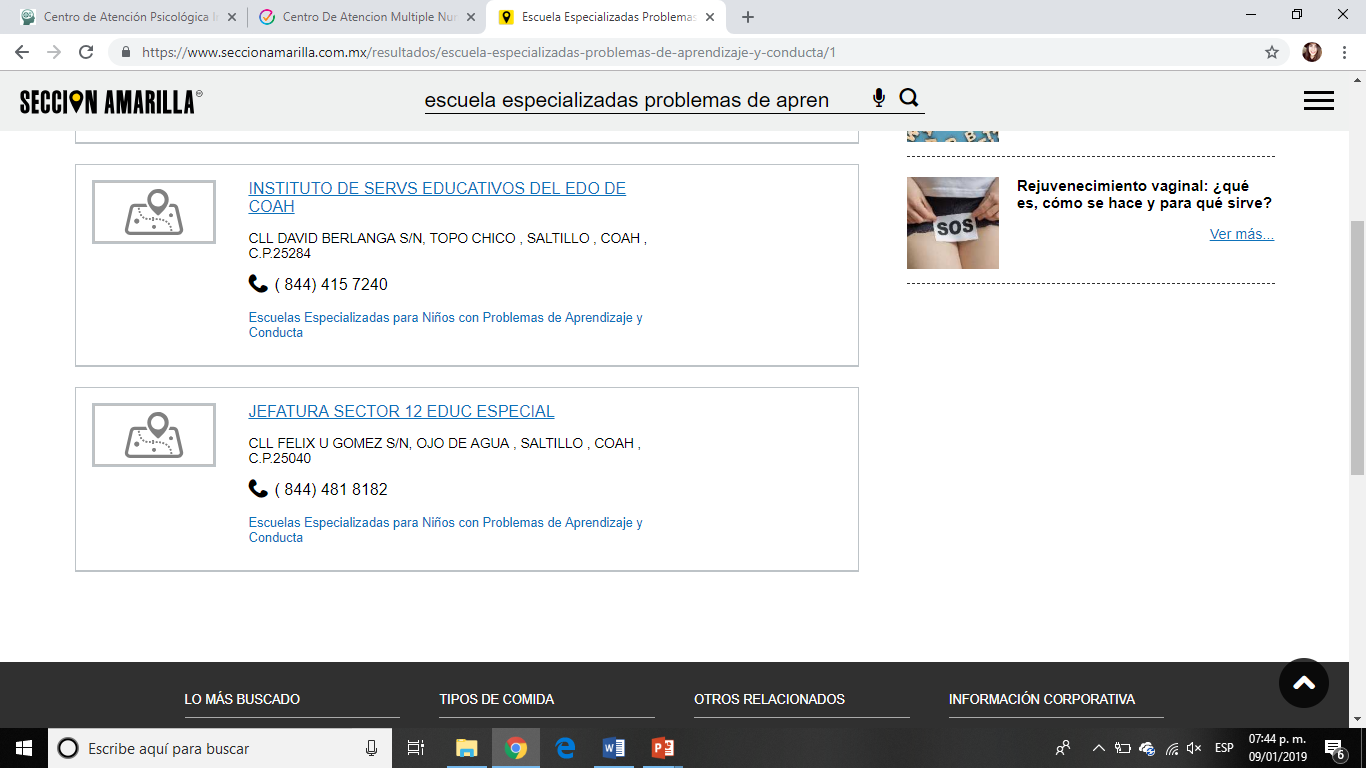 Centro de Atención Psicológica I
Centro De Atencion Multiple Nu
Escuela Especializadas Problemas
https://www.seccionamarilla.com.mx/resultados/escuela-especializadas-problemas-de-aprendizaje-y-conducta/1
SECCION AMARILLA®
escuela especializadas problemas de apren
INSTITUTO DE SERVS EDUCATIVOS DEL EDO DE
COAH
CLL DAVID BERLANGA S/N, TOPO CHICO , SALTILLO , COAH ,
C.P.25284
( 844) 415 7240
Escuelas Especializadas para Niños con Problemas de Aprendizaje y
Conducta
JEFATURA SECTOR 12 EDUC ESPECIAL
CLL FELIX U GOMEZ S/N, OJO DE AGUA , SALTILLO , COAH ,
C.P.25040
( 844) 481 8182
Escuelas Especializadas para Niños con Problemas de Aprendizaje y
Conducta
SOS
Rejuvenecimiento vaginal: ¿qué
es, cómo se hace y para qué sirve?
Ver más...
LO MÁS BUSCADO
TIPOS DE COMIDA
OTROS RELACIONADOS
INFORMACIÓN CORPORATIVA
Escribe aquí para buscar
ESP
07:44 p. m.
09/01/2019
6